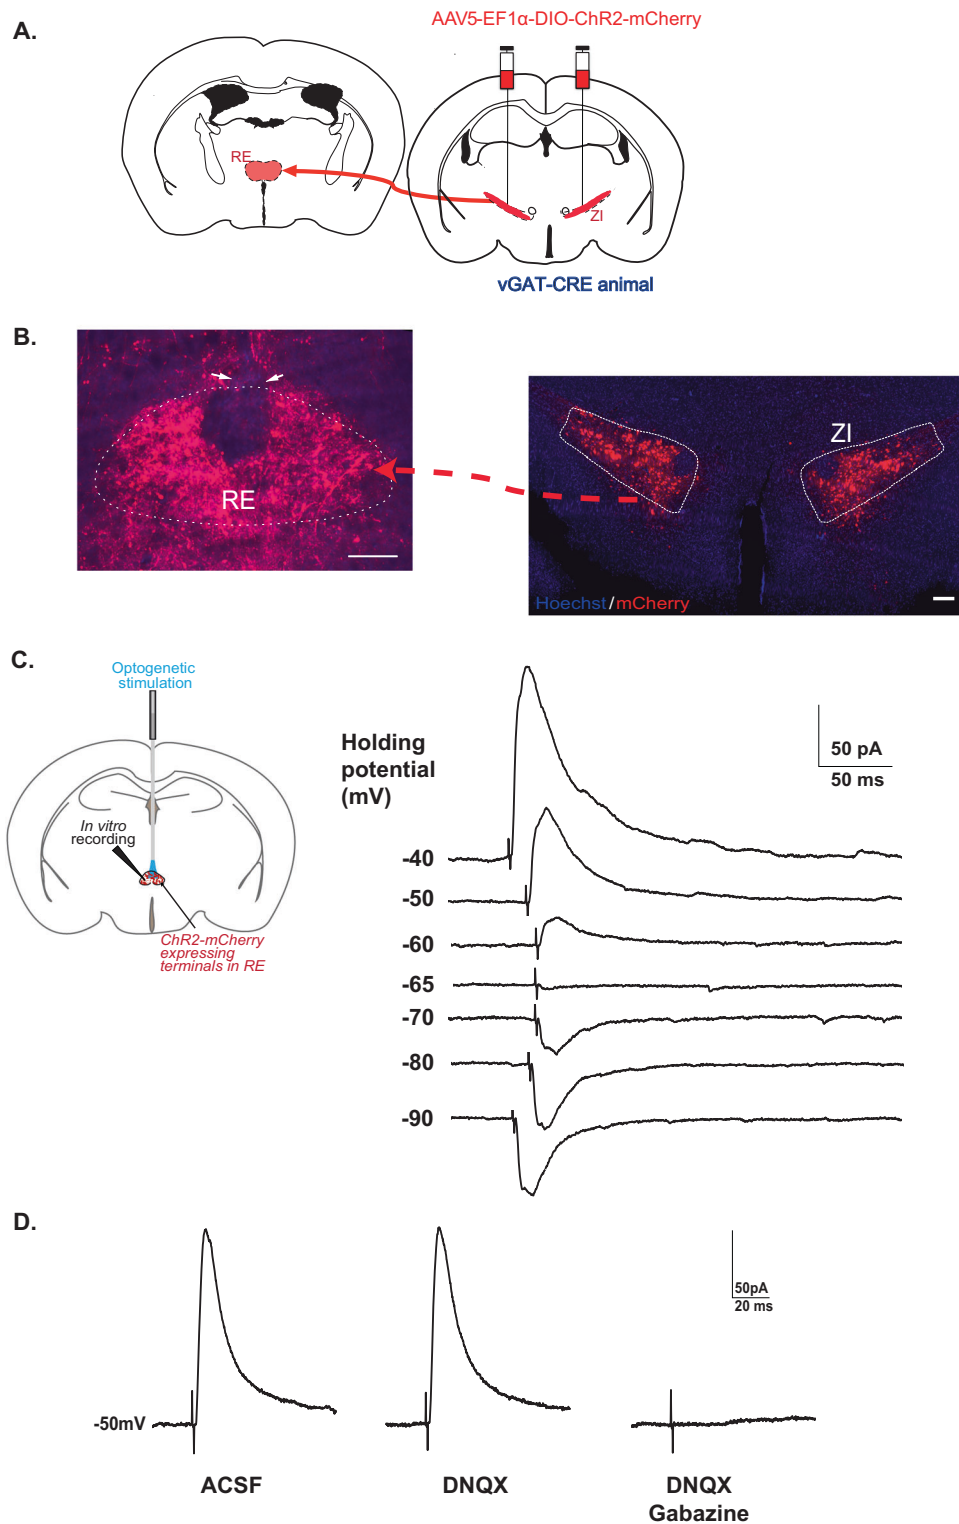 A.
AAV5-EF1α-DIO-ChR2-mCherry
RE
ZI
vGAT-CRE animal
B.
RE
ZI
Hoechst/mCherry
C.
Optogenetic
stimulation
In vitro
recording
ChR2-mCherry
expressing
terminals in RE
Holding
potential
(mV)
50 pA
50 ms
-40
-50
-60
-65
-70
-80
-90
D.
50pA
20 ms
-50mV
ACSF
DNQX
DNQX
Gabazine